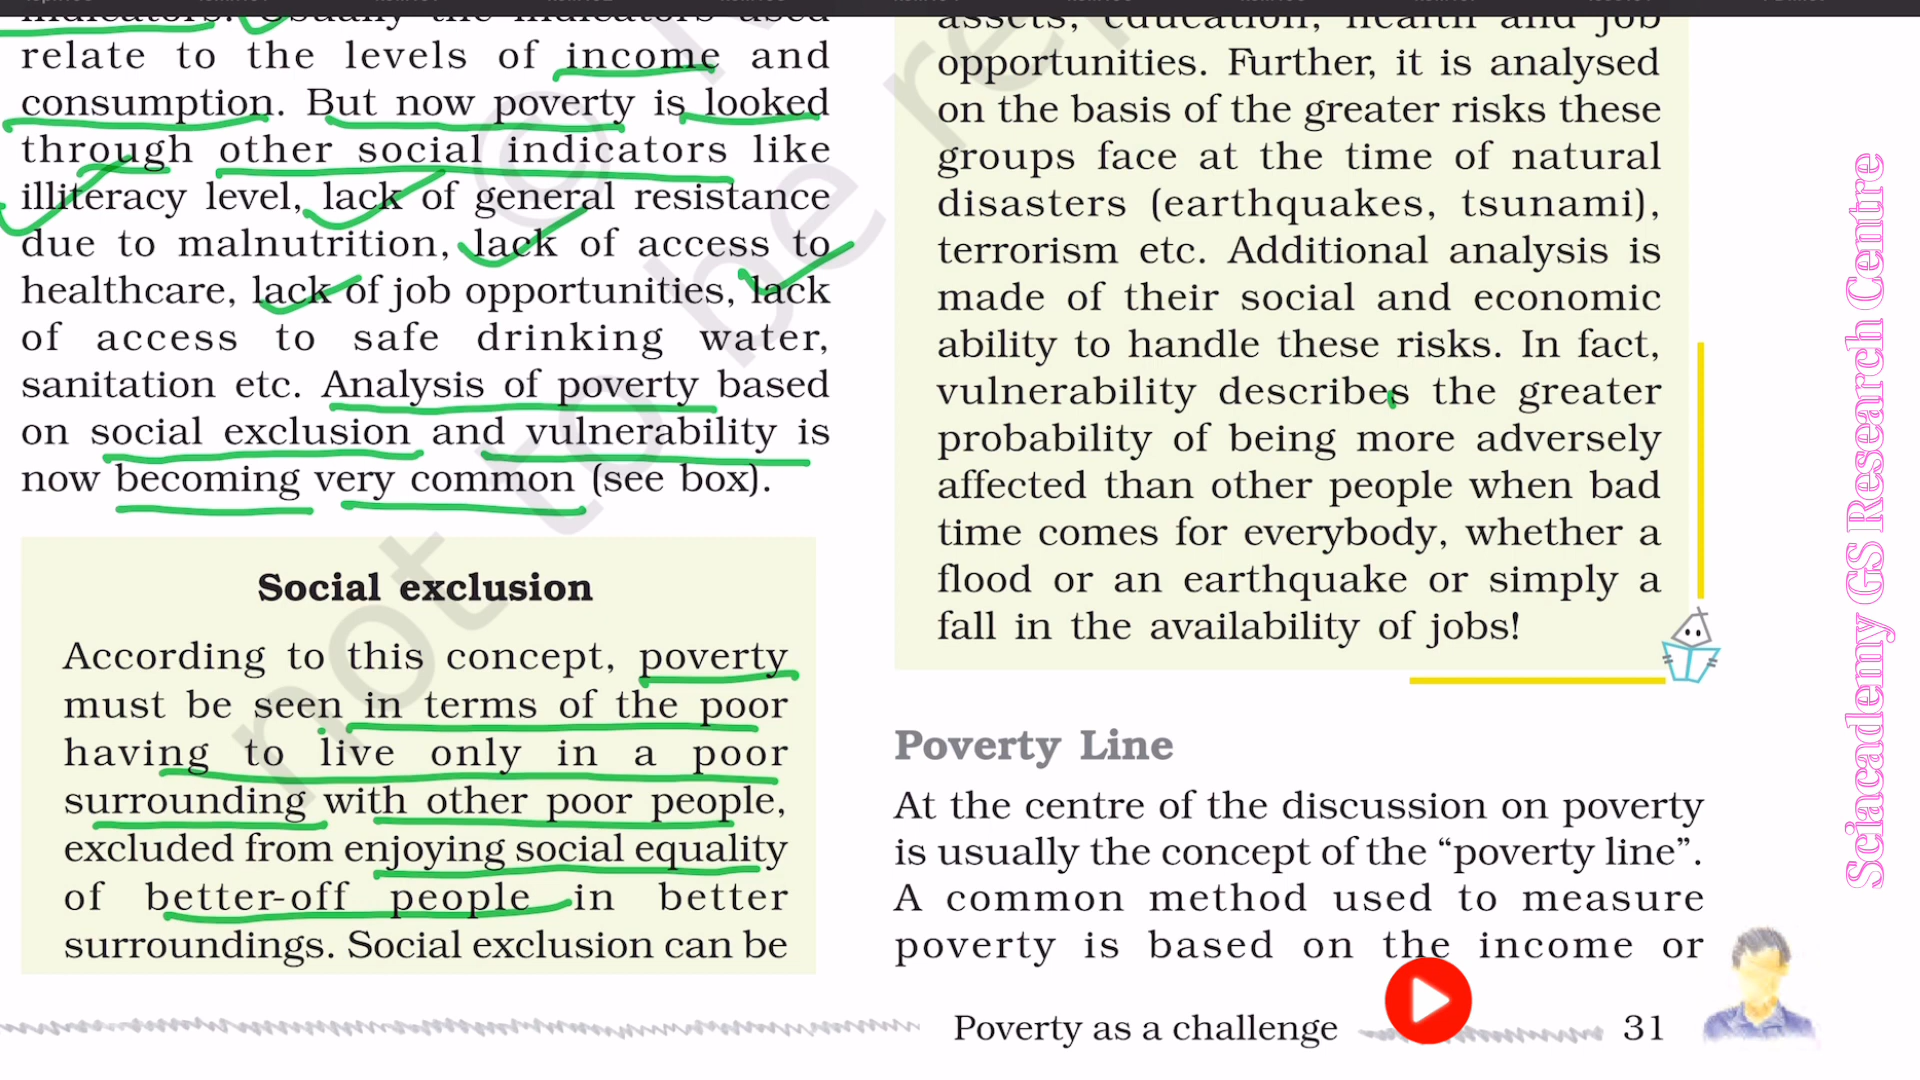 relate to the levels of income and
consumption. But now poverty is looked
through other social indicators like
illiteracy level, lack of general resistance
due to malnutrition, lack of access to
healthcare, lack of job opportunities, lack
of access to safe drinking water,
sanitation etc. Analysis of poverty based
on social exclusion and vulnerability is
now becoming very common (see box).
Social exclusion
According to this concept, poverty
must be seen in terms of the poor
having to live only in a poor
surrounding with other poor people,
excluded from enjoying social equality
of better-off people in better
surroundings. Social exclusion can be
assets, education, health and job
opportunities. Further, it is analysed
on the basis of the greater risks these
groups face at the time of natural
disasters (earthquakes, tsunami),
terrorism etc. Additional analysis is
made of their social and economic
ability to handle these risks. In fact,
vulnerability describes the greater
probability of being more adversely
affected than other people when bad
time comes for everybody, whether a
flood or an earthquake or simply a
fall in the availability of jobs!
Poverty Line
At the centre of the discussion on poverty
is usually the concept of the “poverty line”.
A common method used to measure
poverty is based on the income or
Poverty as a challenge 31
Sciacademy GS Research Centre
not to be